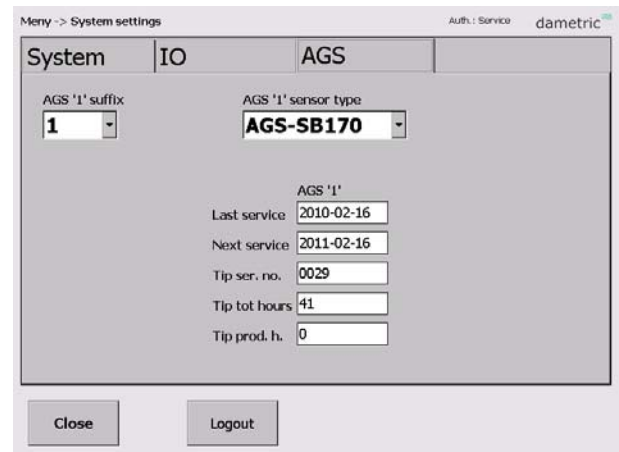 Meny -> System settings Auth.: Service dametric
System IO AGS
AGS '1' suffix AGS '1' sensor type
1 AGS-SB170
AGS '1'
Last service 2010-02-16
Next service 2011-02-16
Tip ser. no. 0029
Tip tot hours 41
Tip prod. h. 0
Close Logout